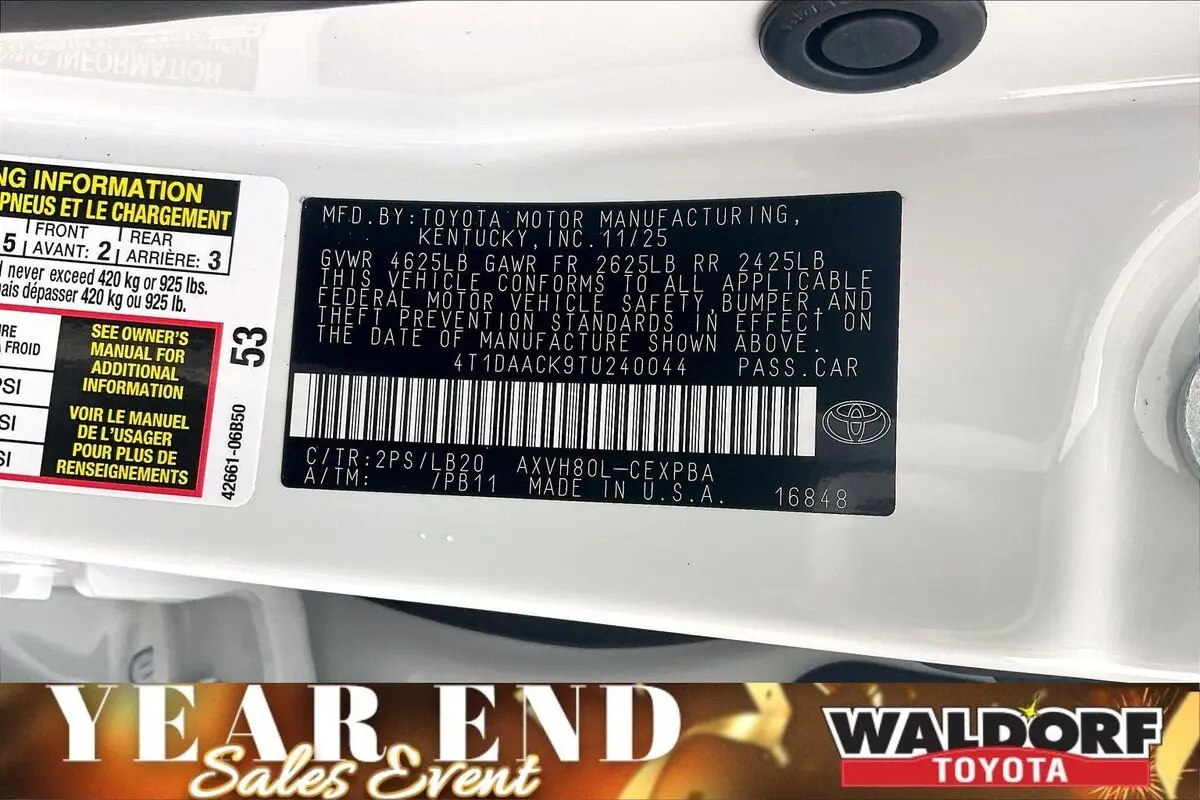 NG INFORMATION
PNEUS ET LE CHARGEMENT
5 FRONT AVANT: 2 REAR ARRIÈRE: 3
never exceed 420 kg or 925 lbs.
mais dépasser 420 kg ou 925 lb.
SEE OWNER'S
MANUAL FOR
ADDITIONAL
INFORMATION
VOIR LE MANUEL
DE L'USAGER
POUR PLUS DE
RENSEIGNEMENTS
A FROID
PSI
SI
SI
53
42661-06B50
MFD.BY:TOYOTA MOTOR MANUFACTURING,
KENTUCKY,INC.11/25
GVWR 4625LB GAWR FR 2625LB RR 2425LB
THIS VEHICLE CONFORMS TO ALL APPLICABLE
FEDERAL MOTOR VEHICLE SAFETY,BUMPER,AND
THEFT PREVENTION STANDARDS IN EFFECT ON
THE DATE OF MANUFACTURE SHOWN ABOVE.
4T1DAACK9TU240044 PASS.CAR
C/TR:2PS/LB20 AXVH80L-CEXPBA
A/TM: /PB11 MADE IN U.S.A. 16848
YEAR END
Sales Event
WALDORF
TOYOTA